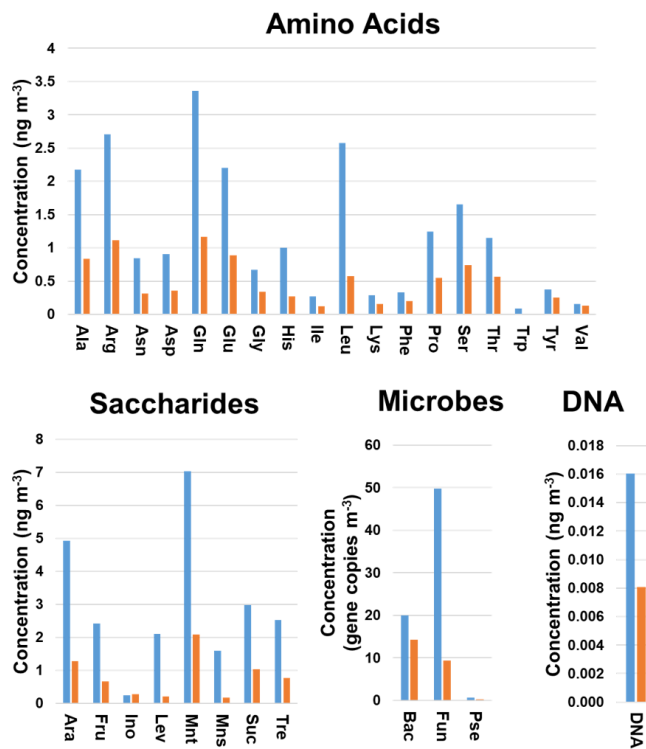 Amino Acids
Concentration (ng m-3)
4
3.5
3
2.5
2
1.5
1
0.5
0
Ala
Arg
Asn
Asp
Gln
Glu
Gly
His
Ile
Leu
Lys
Phe
Pro
Ser
Thr
Trp
Tyr
Val
Saccharides
Concentration (ng m-3)
8
7
6
5
4
3
2
1
0
Ara
Fru
Ino
Lev
Mnt
Mns
Suc
Tre
Microbes
Concentration
(gene copies m-3)
60
50
40
30
20
10
0
Bac
Fun
Pse
DNA
Concentration (ng m-3)
0.018
0.016
0.014
0.012
0.010
0.008
0.006
0.004
0.002
0.000
DNA